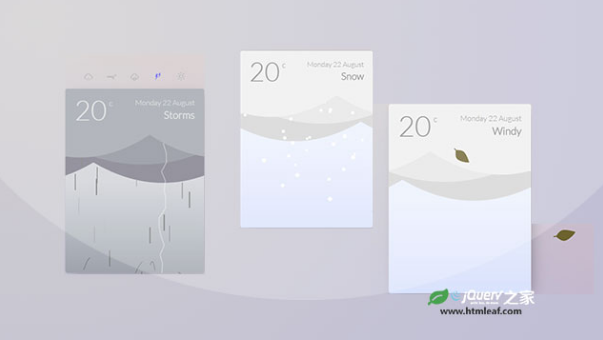 20 c
Monday 22 August
Storms
20 c
Monday 22 August
Snow
20 c
Monday 22 August
Windy
jQuery之家
www.htmleaf.com